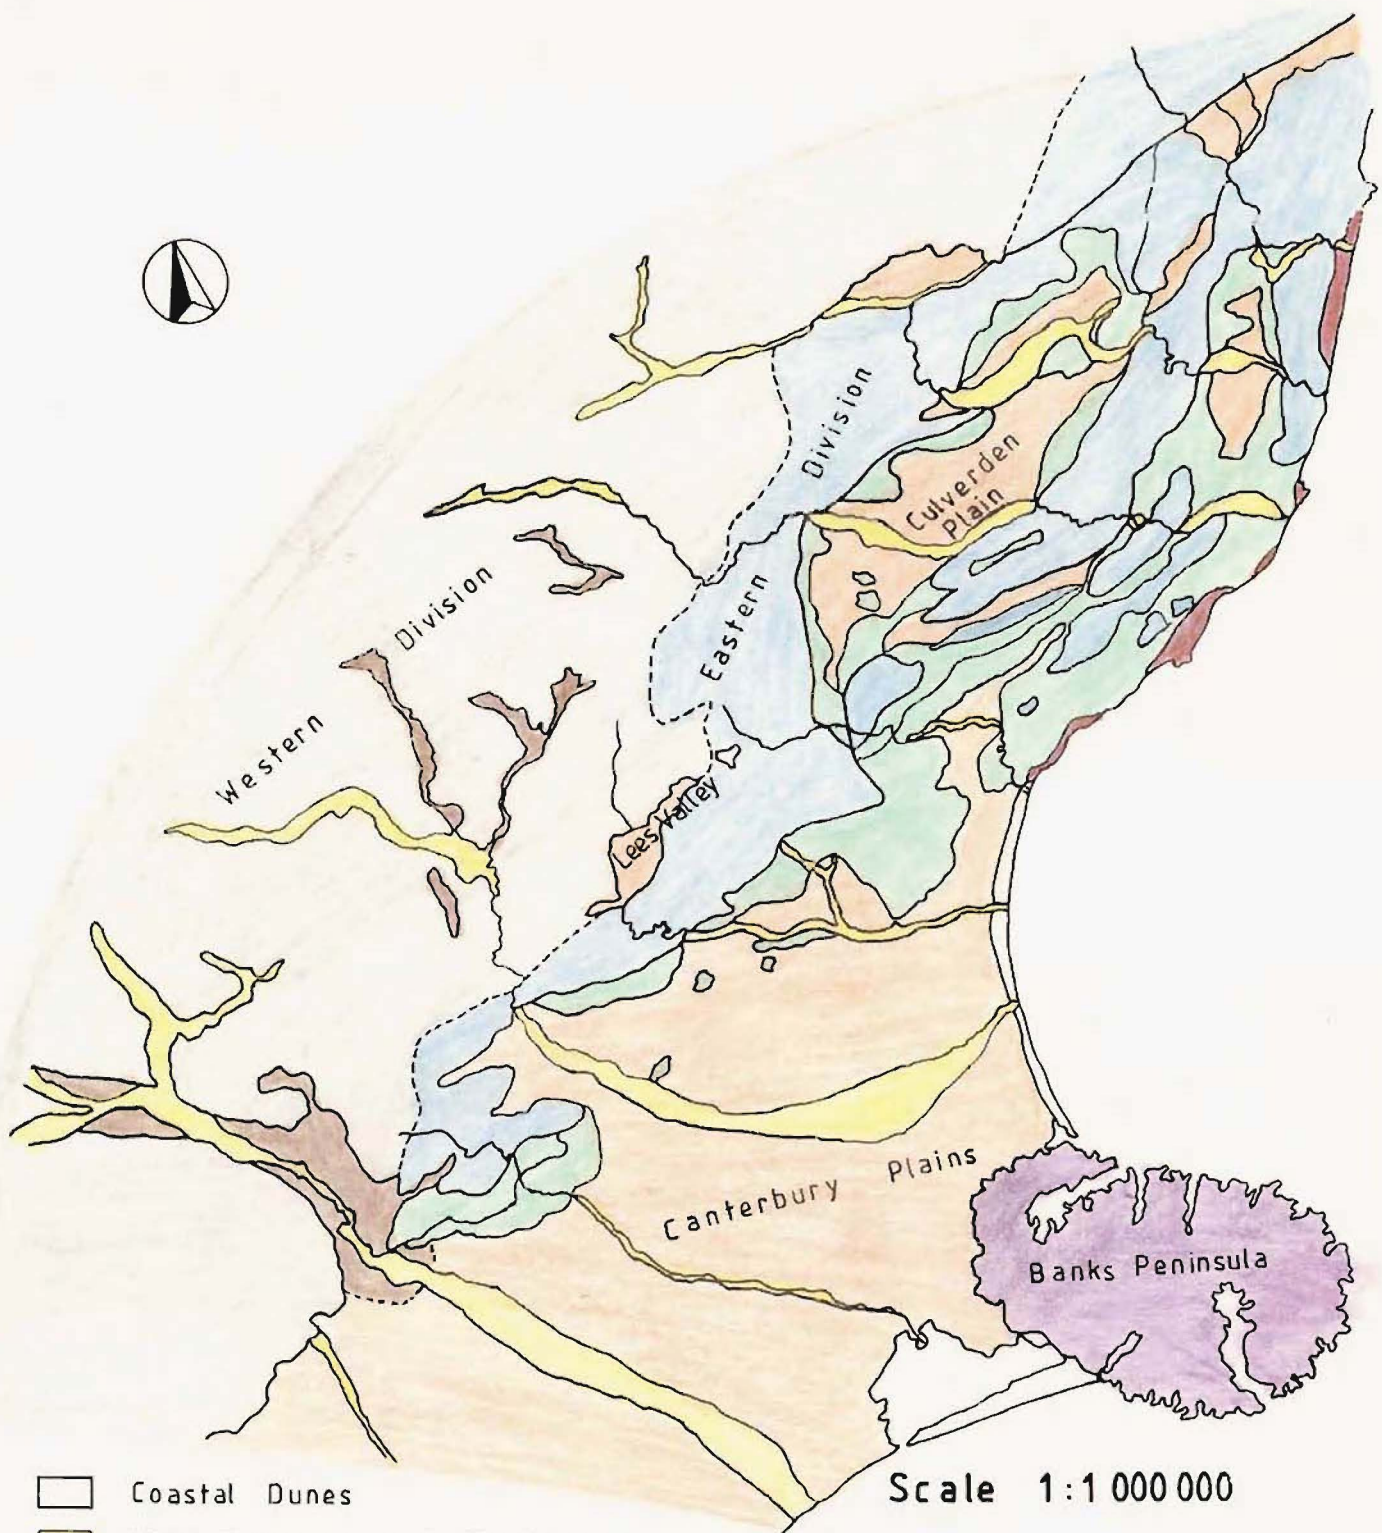 Division
Culverden
Plain
Division
Eastern
Western
Lees Valley
Canterbury Plains
Banks Peninsula
Coastal Dunes
Scale 1:1 000 000